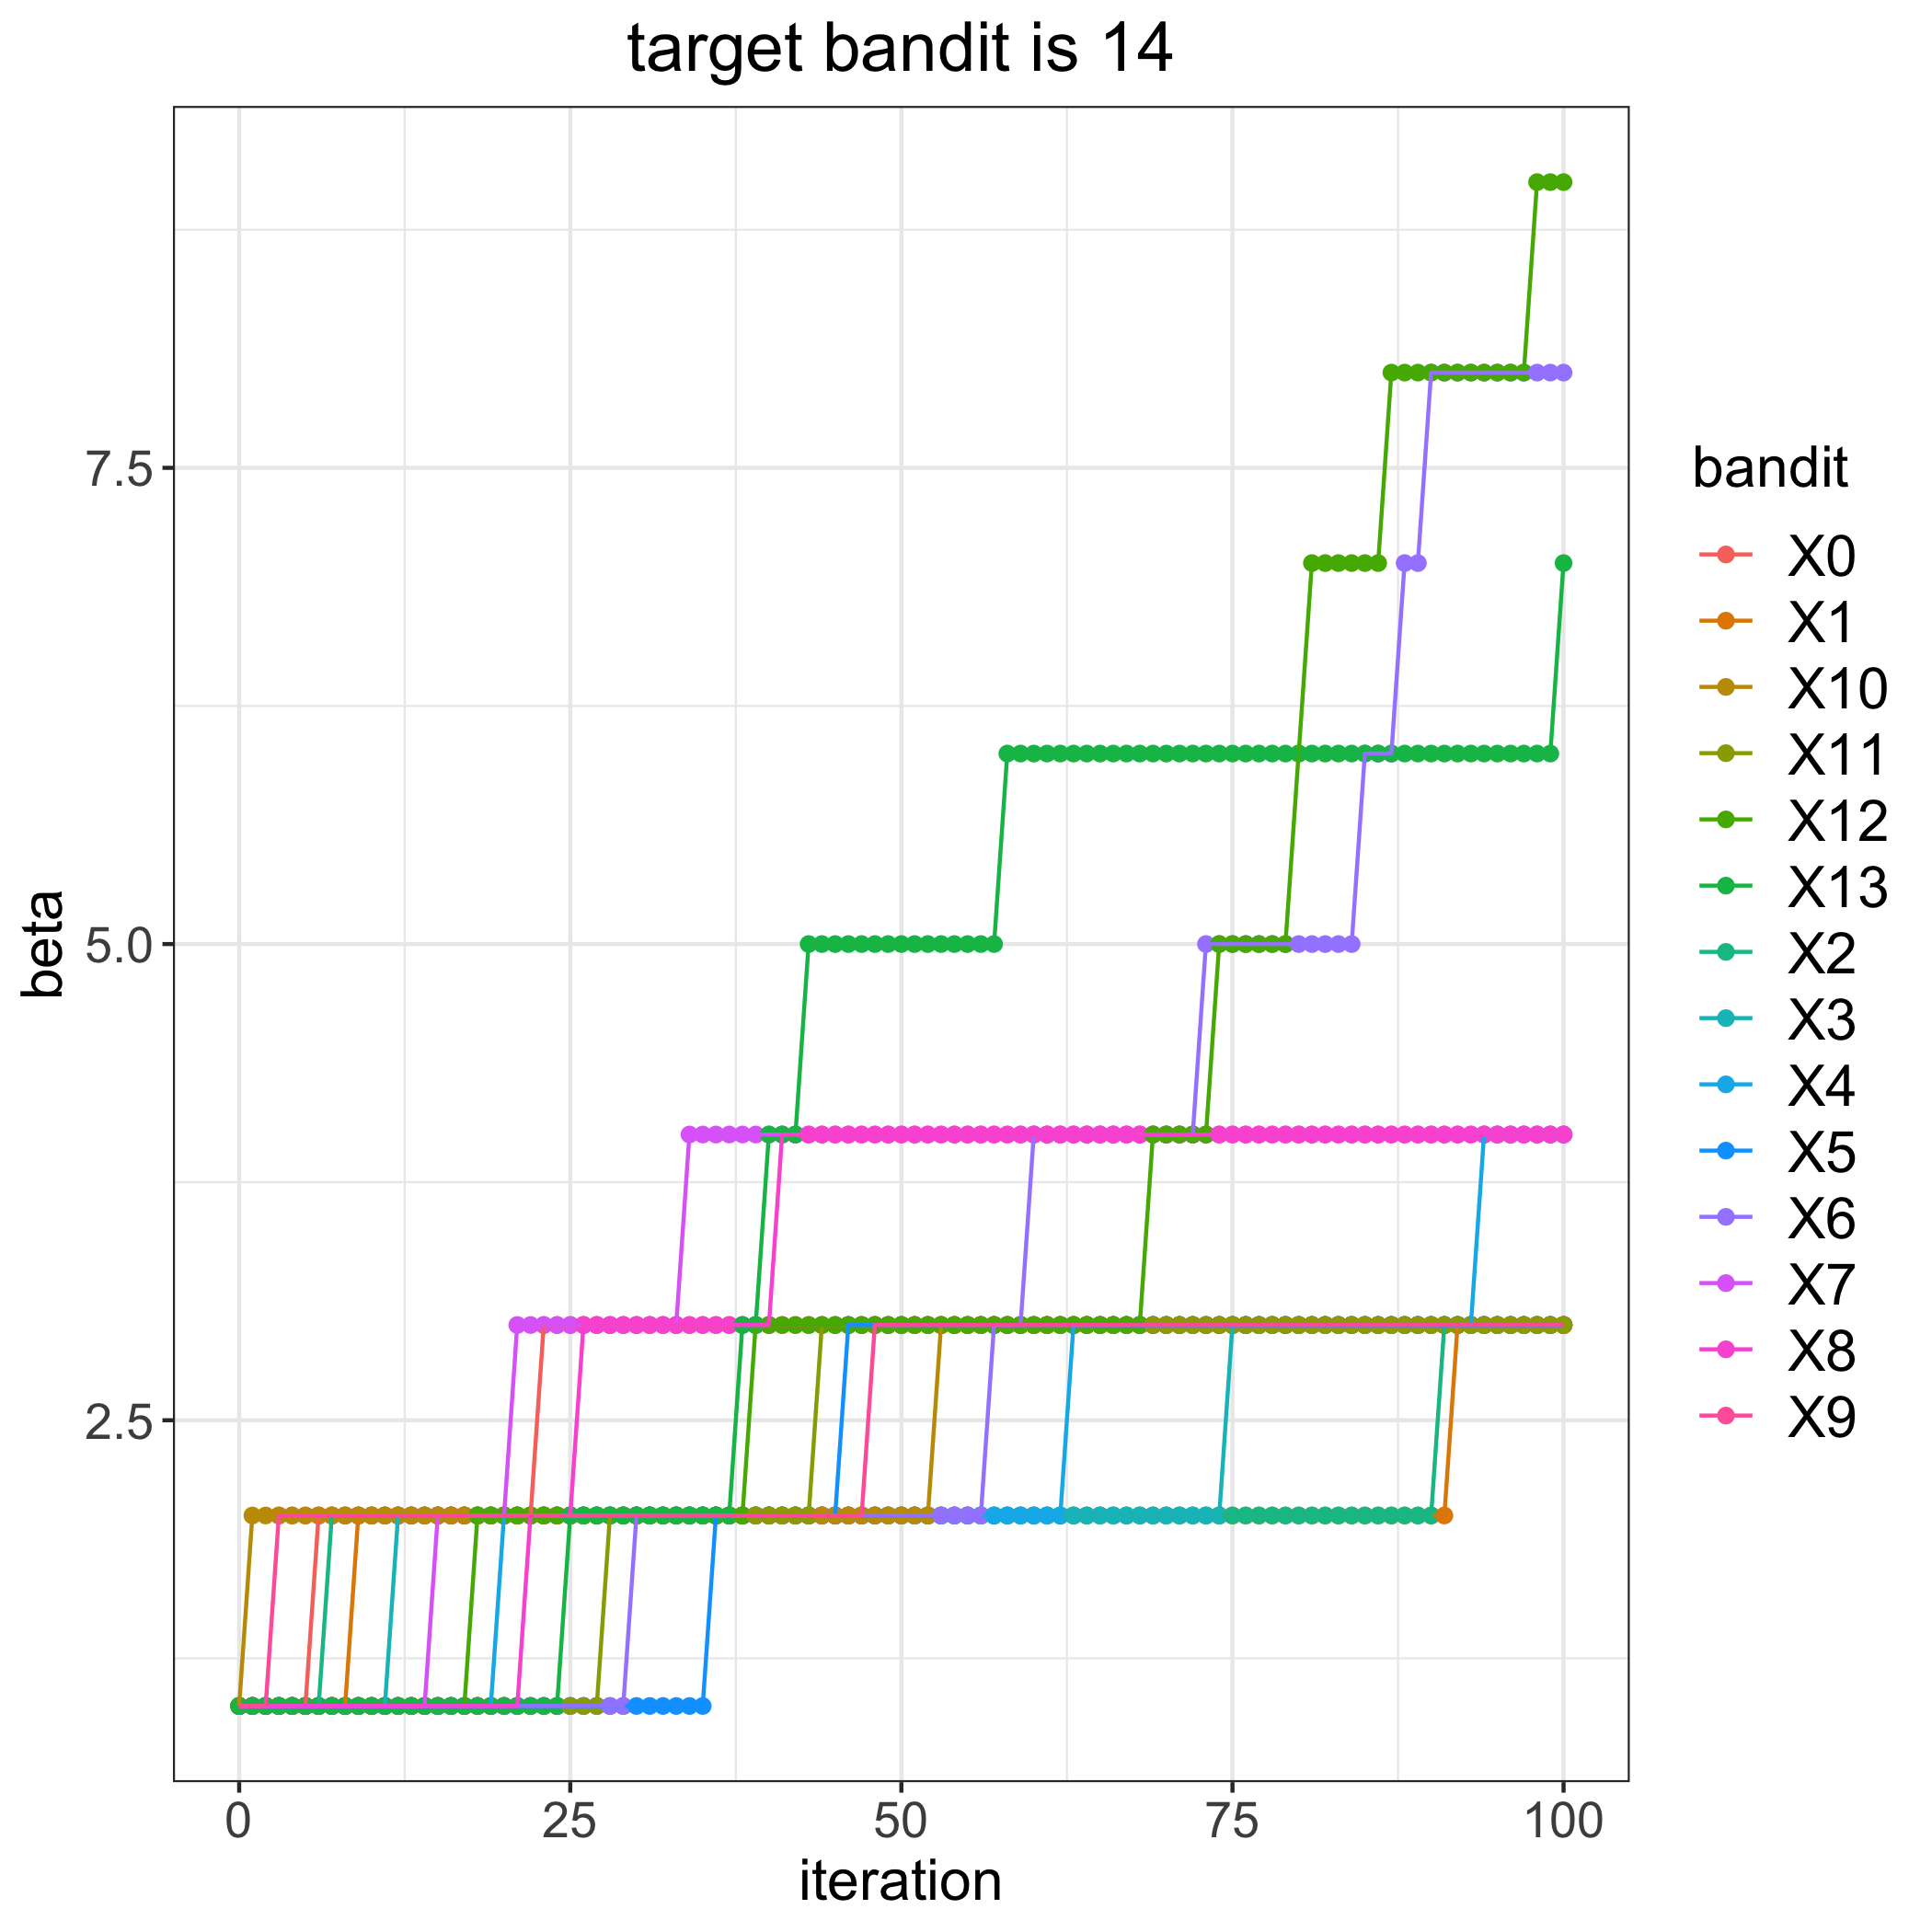 target bandit is 14
7.5
5.0
2.5
beta
0 25 50 75 100
iteration
bandit
X0
X1
X10
X11
X12
X13
X2
X3
X4
X5
X6
X7
X8
X9